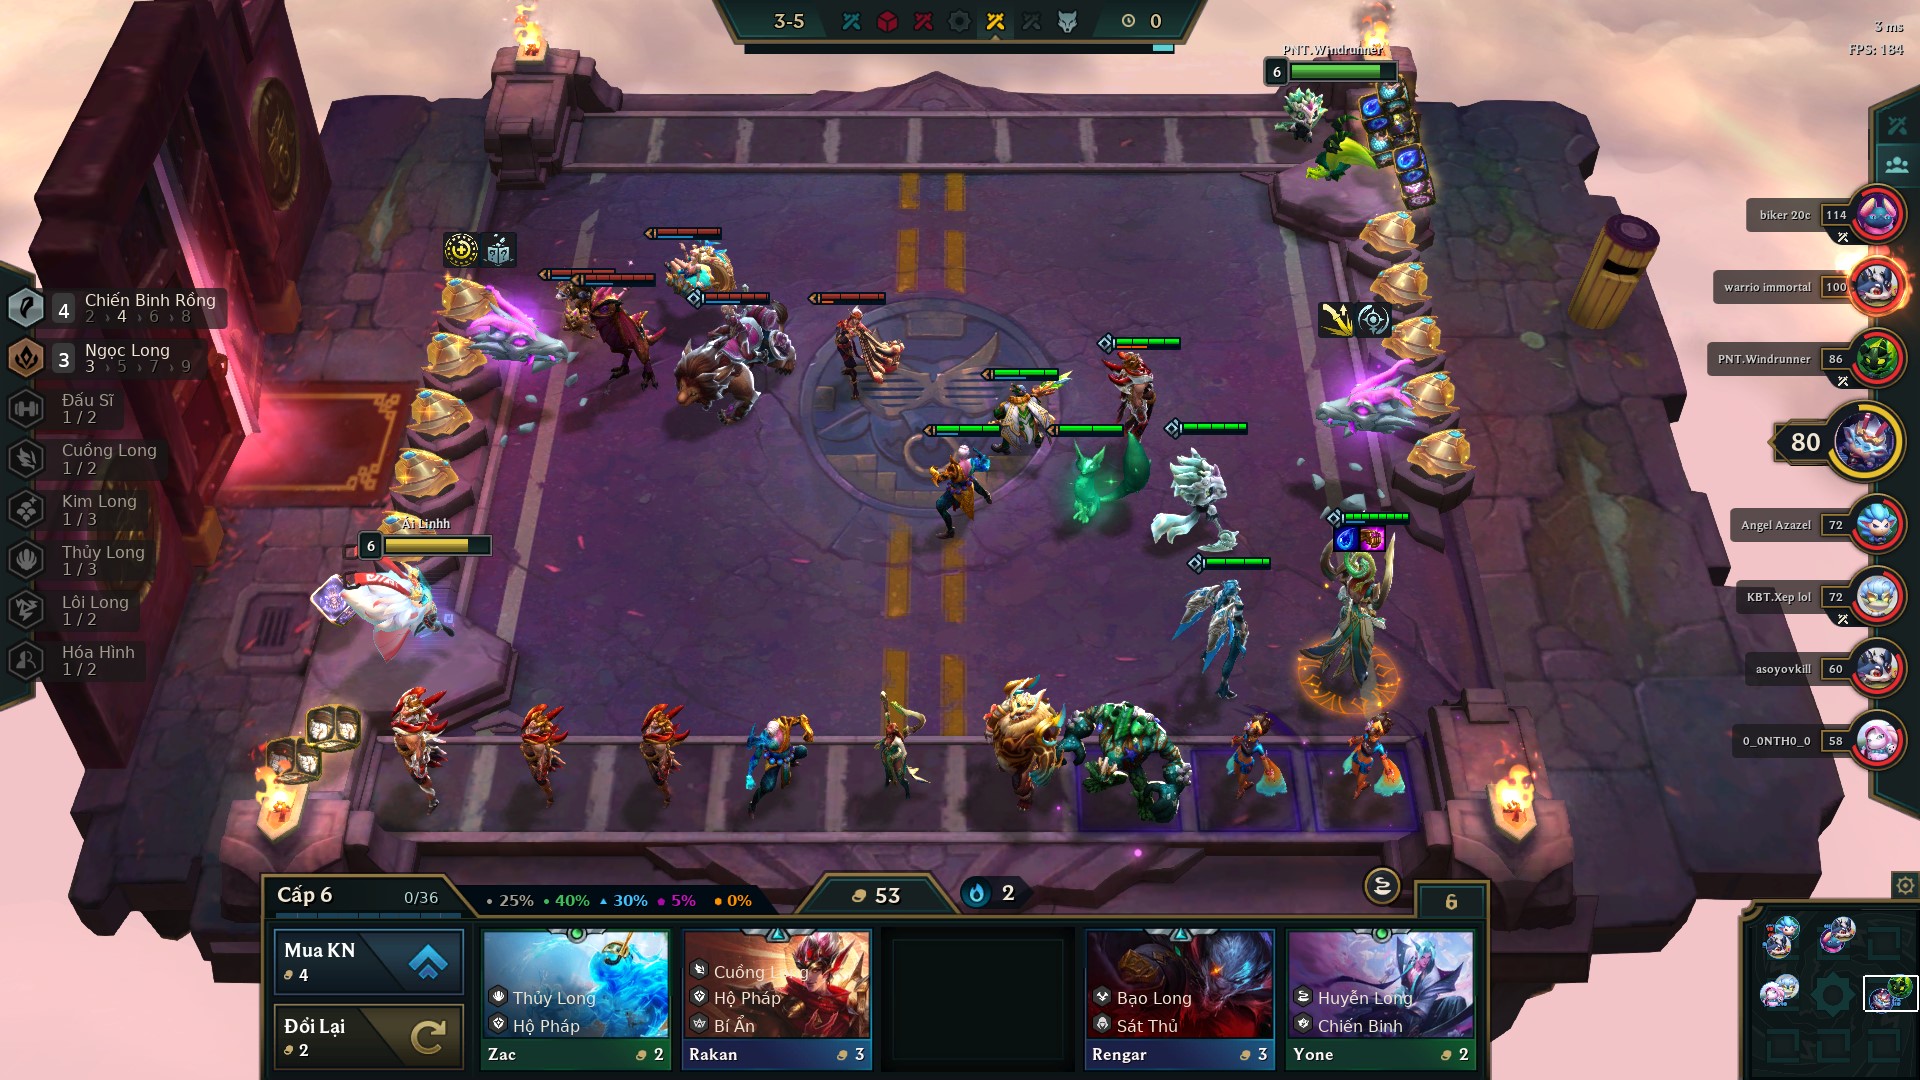 3-5
0
3 ms
FPS: 184
PNT.Windrunner
6
biker 20c
114
warrio immortal
100
PNT.Windrunner
86
80
Angel Azazel
72
KBT.Xep lol
72
asoyovkill
60
0_0NTH0_0
58
4
Chiến Binh Rồng
2 › 4 › 6 › 8
3
Ngọc Long
3 › 5 › 7 › 9
Đấu Sĩ
1 / 2
Cuồng Long
1 / 2
Kim Long
1 / 3
Thủy Long
1 / 3
Lôi Long
1 / 2
Hóa Hình
1 / 2
Ái Linhh
6
Cấp 6
0/36
25%
40%
30%
5%
0%
53
2
6
Mua KN
4
Đổi Lại
2
Thủy Long
Hộ Pháp
Zac
2
Cuồng Long
Hộ Pháp
Bí Ẩn
Rakan
3
Bạo Long
Sát Thủ
Rengar
3
Huyễn Long
Chiến Binh
Yone
2